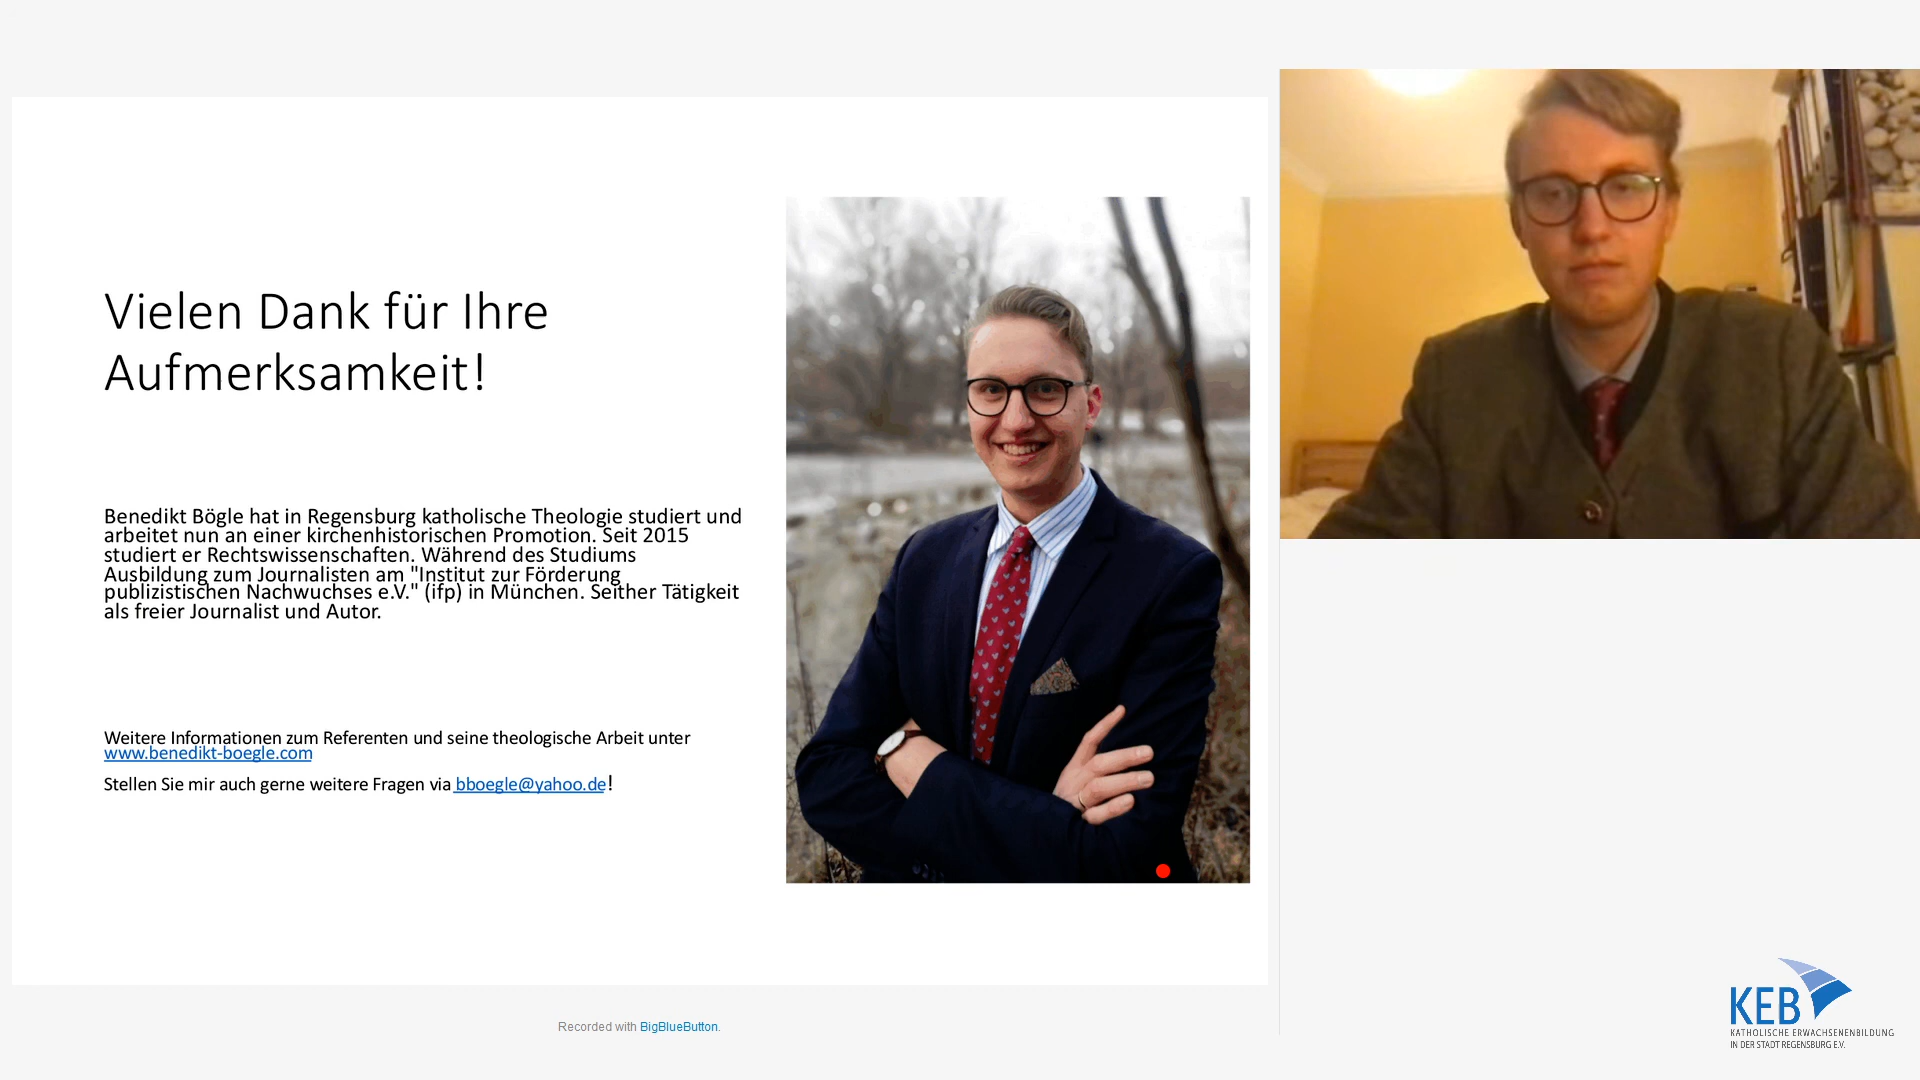 Vielen Dank für Ihre
Aufmerksamkeit!
Benedikt Bögle hat in Regensburg katholische Theologie studiert und
arbeitet nun an einer kirchenhistorischen Promotion. Seit 2015
studiert er Rechtswissenschaften. Während des Studiums
Ausbildung zum Journalisten am "Institut zur Förderung
publizistischen Nachwuchses e.V." (ifp) in München. Seither Tätigkeit
als freier Journalist und Autor.
Weitere Informationen zum Referenten und seine theologische Arbeit unter
www.benedikt-boegle.com
Stellen Sie mir auch gerne weitere Fragen via bboegle@yahoo.de!
Recorded with BigBlueButton.
KEB
KATHOLISCHE ERWACHSENENBILDUNG
IN DER STADT REGENSBURG E.V.